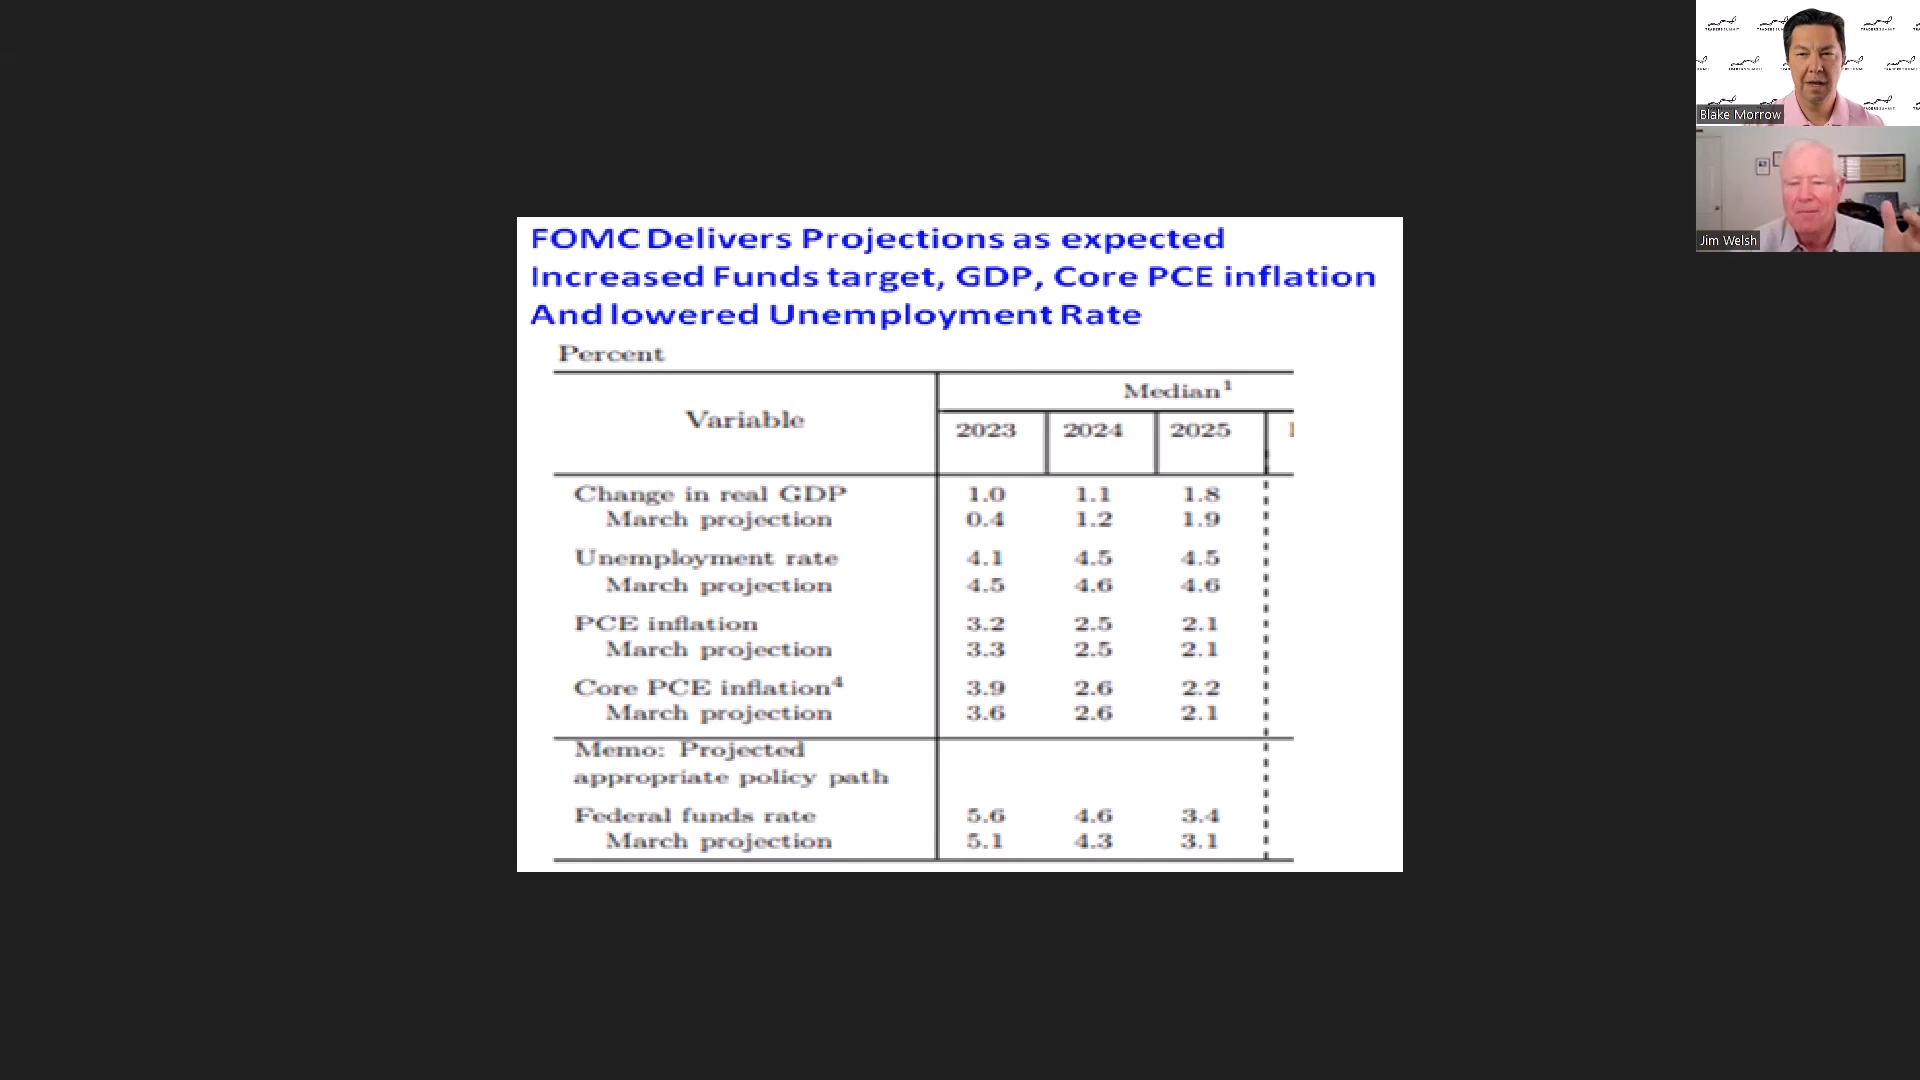 FOMC Delivers Projections as expected
Increased Funds target, GDP, Core PCE inflation
And lowered Unemployment Rate
Percent
Variable
Median¹
2023 2024 2025
Change in real GDP 1.0 1.1 1.8
March projection 0.4 1.2 1.9
Unemployment rate 4.1 4.5 4.5
March projection 4.5 4.6 4.6
PCE inflation 3.2 2.5 2.1
March projection 3.3 2.5 2.1
Core PCE inflation⁴ 3.9 2.6 2.2
March projection 3.6 2.6 2.1
Memo: Projected
appropriate policy path
Federal funds rate 5.6 4.6 3.4
March projection 5.1 4.3 3.1
Blake Morrow
Jim Welsh